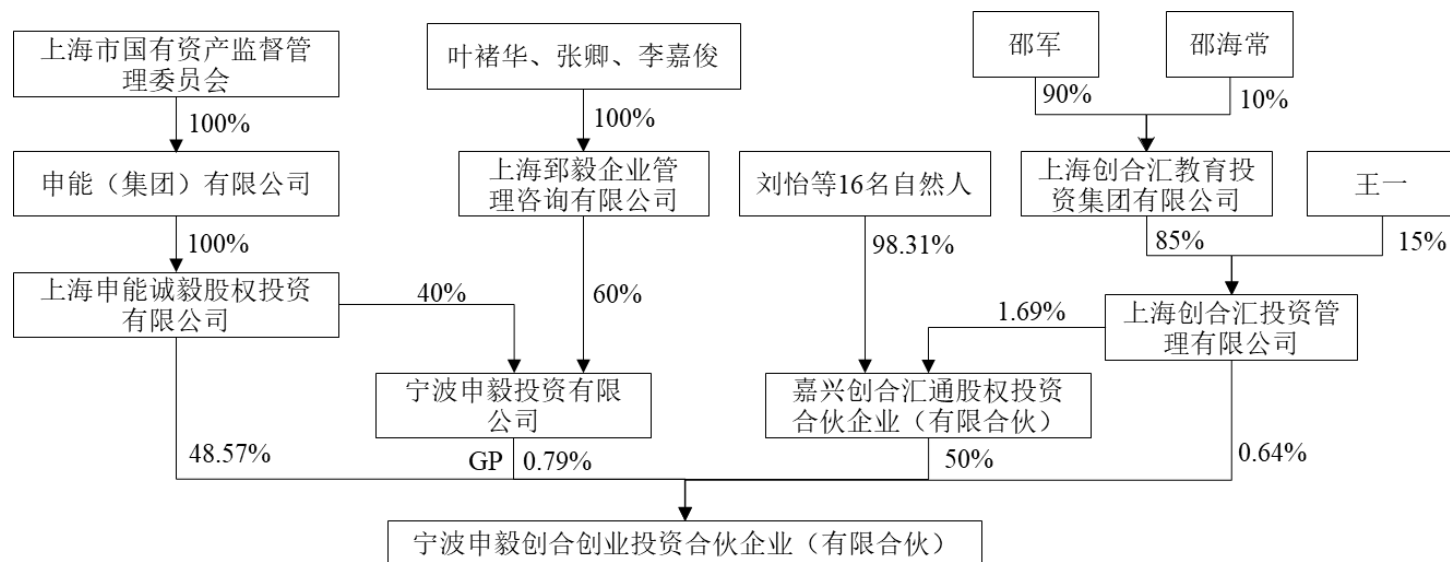 上海市国有资产监督管
理委员会
叶褚华、张卿、李嘉俊
邵军
邵海常
100%
100%
90%
10%
申能（集团）有限公司
上海郅毅企业管
理咨询有限公司
刘怡等16名自然人
上海创合汇教育投
资集团有限公司
王一
100%
98.31%
85%
15%
上海申能诚毅股权投资
有限公司
40%
60%
1.69%
上海创合汇投资管
理有限公司
宁波申毅投资有限
公司
嘉兴创合汇通股权投资
合伙企业（有限合伙）
48.57%
GP
0.79%
50%
0.64%
宁波申毅创合创业投资合伙企业（有限合伙）